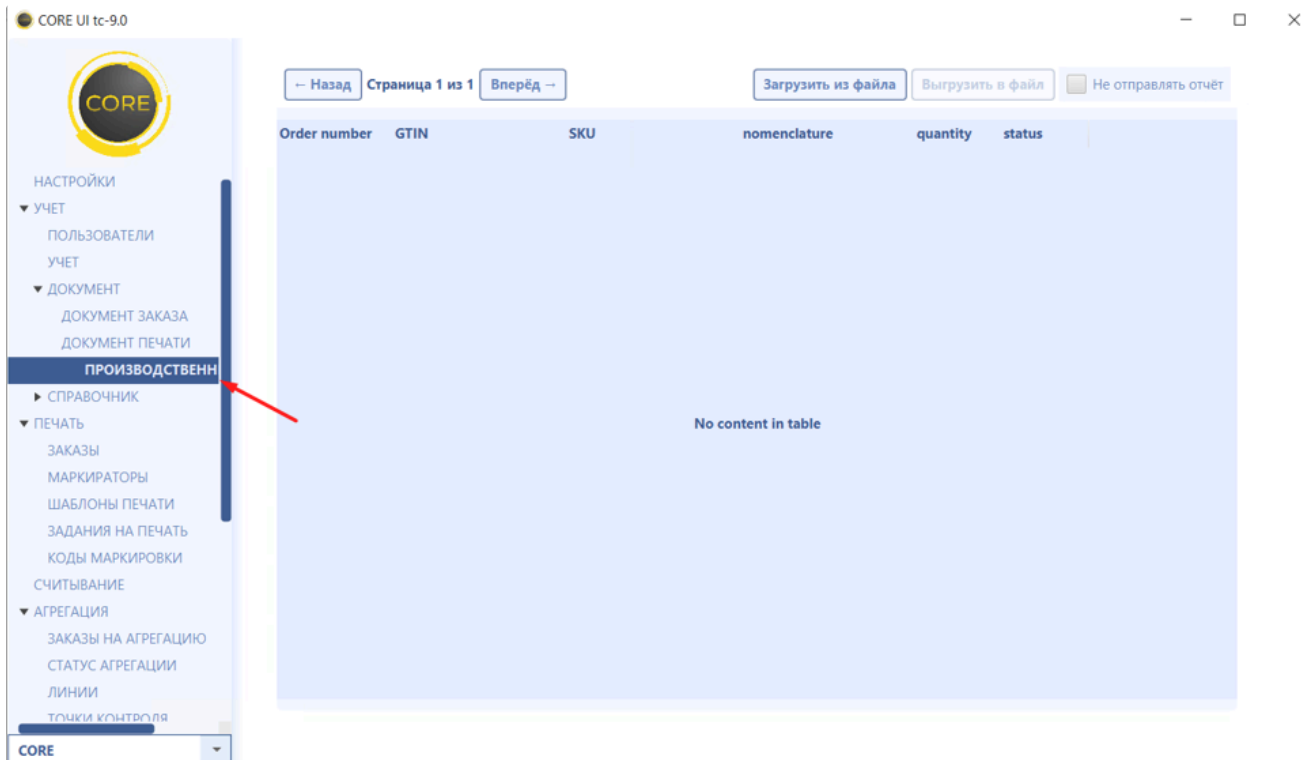 CORE UI tc-9.0
CORE
← Назад Страница 1 из 1 Вперёд → Загрузить из файла Выгрузить в файл Не отправлять отчёт
Order number GTIN SKU nomenclature quantity status
НАСТРОЙКИ
УЧЕТ
ПОЛЬЗОВАТЕЛИ
УЧЕТ
ДОКУМЕНТ
ДОКУМЕНТ ЗАКАЗА
ДОКУМЕНТ ПЕЧАТИ
ПРОИЗВОДСТВЕНН
СПРАВОЧНИК
ПЕЧАТЬ
ЗАКАЗЫ
МАРКИРАТОРЫ
ШАБЛОНЫ ПЕЧАТИ
ЗАДАНИЯ НА ПЕЧАТЬ
КОДЫ МАРКИРОВКИ
СЧИТЫВАНИЕ
АГРЕГАЦИЯ
ЗАКАЗЫ НА АГРЕГАЦИЮ
СТАТУС АГРЕГАЦИИ
ЛИНИИ
ТОЧКИ КОНТРОЛЯ
CORE
No content in table